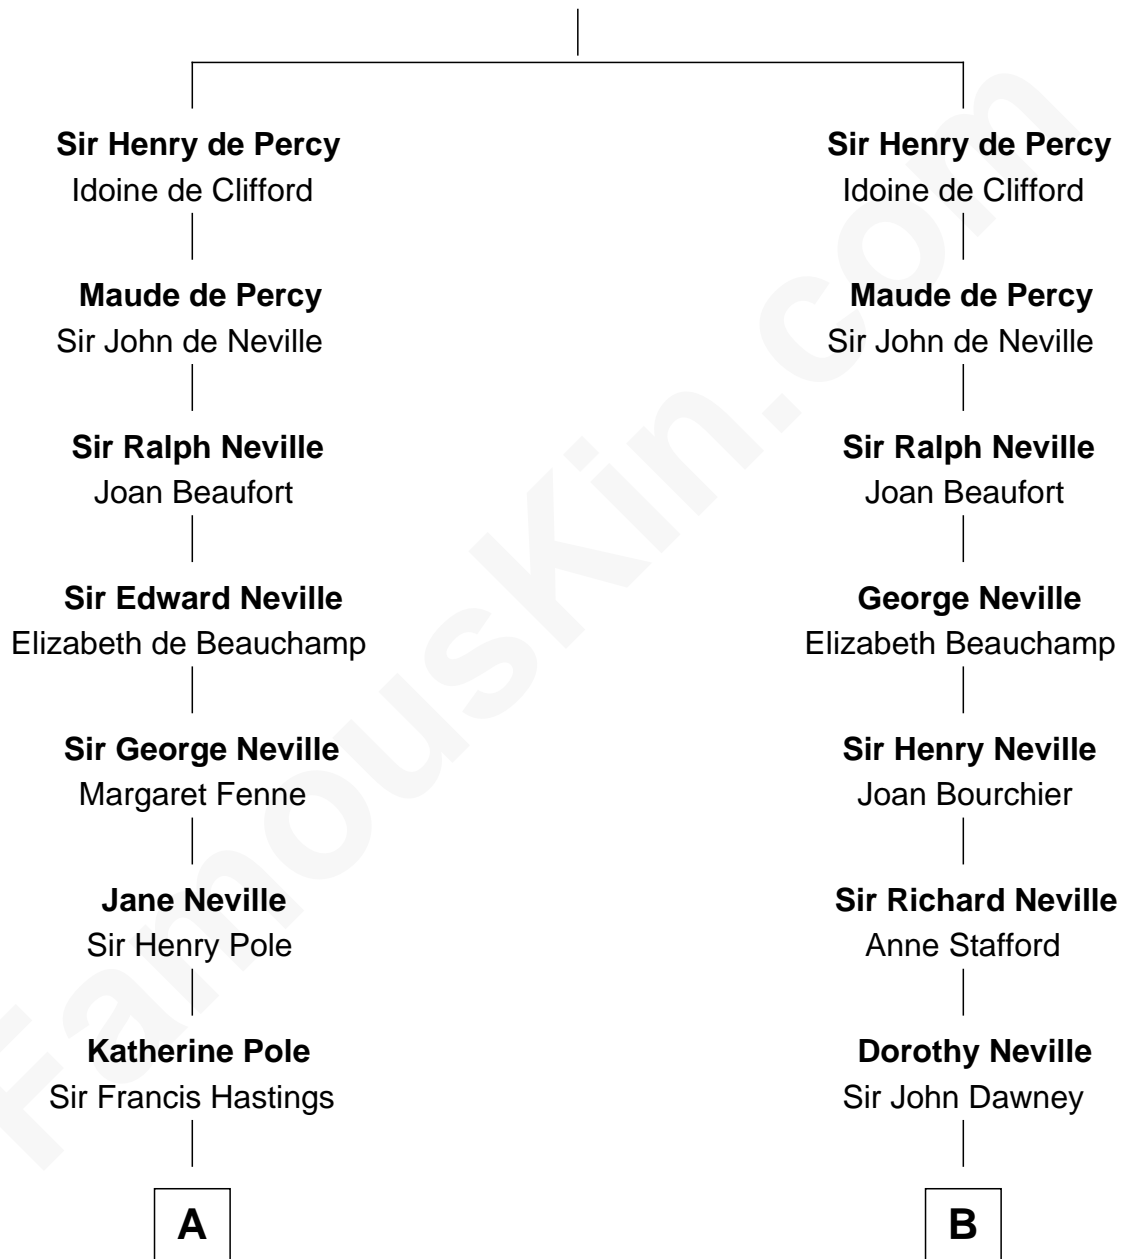 Sir Henry de Percy
Idoine de Clifford
Maude de Percy
Sir John de Neville
Sir Ralph Neville
Joan Beaufort
Sir Edward Neville
Elizabeth de Beauchamp
Sir George Neville
Margaret Fenne
Jane Neville
Sir Henry Pole
Katherine Pole
Sir Francis Hastings
A
Sir Henry de Percy
Idoine de Clifford
Maude de Percy
Sir John de Neville
Sir Ralph Neville
Joan Beaufort
George Neville
Elizabeth Beauchamp
Sir Henry Neville
Joan Bourchier
Sir Richard Neville
Anne Stafford
Dorothy Neville
Sir John Dawney
B
FamousKin.com